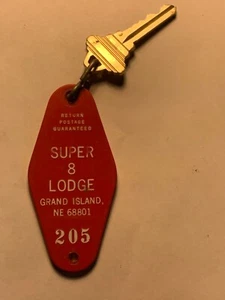 RETURN
POSTAGE
GUARANTEED
SUPER
8
LODGE
GRAND ISLAND,
NE 68801
205